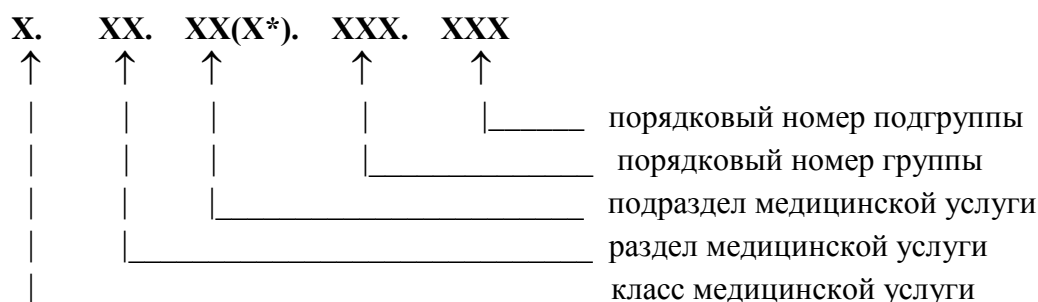 X. XX. XX(X*). XXX. XXX
порядковый номер подгруппы
порядковый номер группы
подраздел медицинской услуги
раздел медицинской услуги
класс медицинской услуги